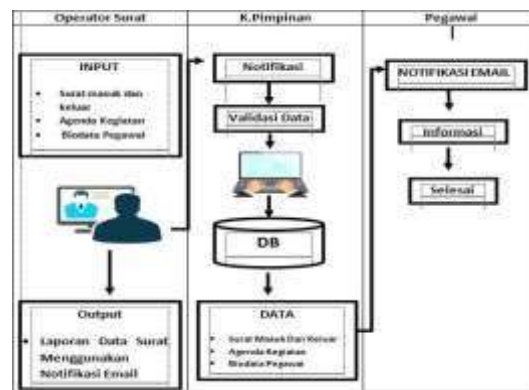 Operator Surat
K.Pimpinan
Pegawai
INPUT
Surat masuk dan
keluar
Agenda Kegiatan
Biodata Pegawai
Output
Laporan Data Surat
Menggunakan
Notifikasi Email
Notifikasi
Validasi Data
DB
DATA
Surat Masuk Dan Keluar
Agenda Kegiatan
Biodata Pegawai
NOTIFIKASI EMAIL
Informasi
Selesai